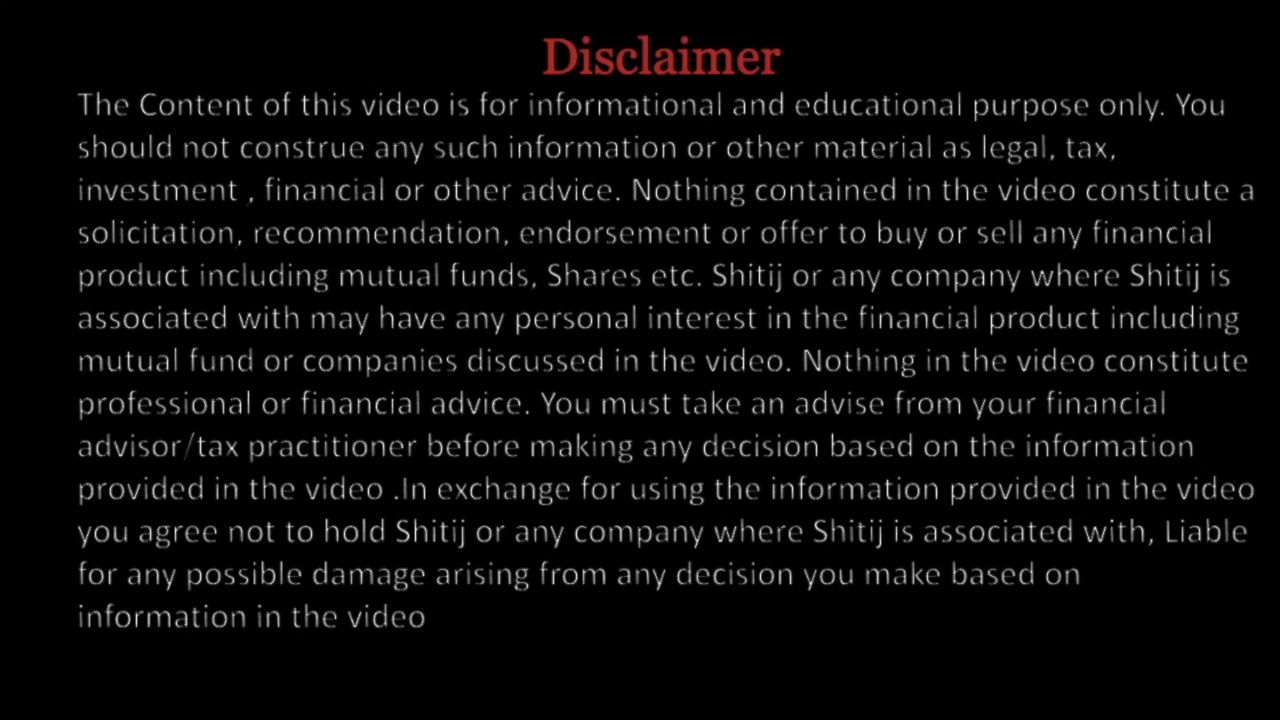 Disclaimer
The Content of this video is for informational and educational purpose only. You
should not construe any such information or other material as legal, tax,
investment , financial or other advice. Nothing contained in the video constitute a
solicitation, recommendation, endorsement or offer to buy or sell any financial
product including mutual funds, Shares etc. Shitij or any company where Shitij is
associated with may have any personal interest in the financial product including
mutual fund or companies discussed in the video. Nothing in the video constitute
professional or financial advice. You must take an advise from your financial
advisor/tax practitioner before making any decision based on the information
provided in the video .In exchange for using the information provided in the video
you agree not to hold Shitij or any company where Shitij is associated with, Liable
for any possible damage arising from any decision you make based on
information in the video